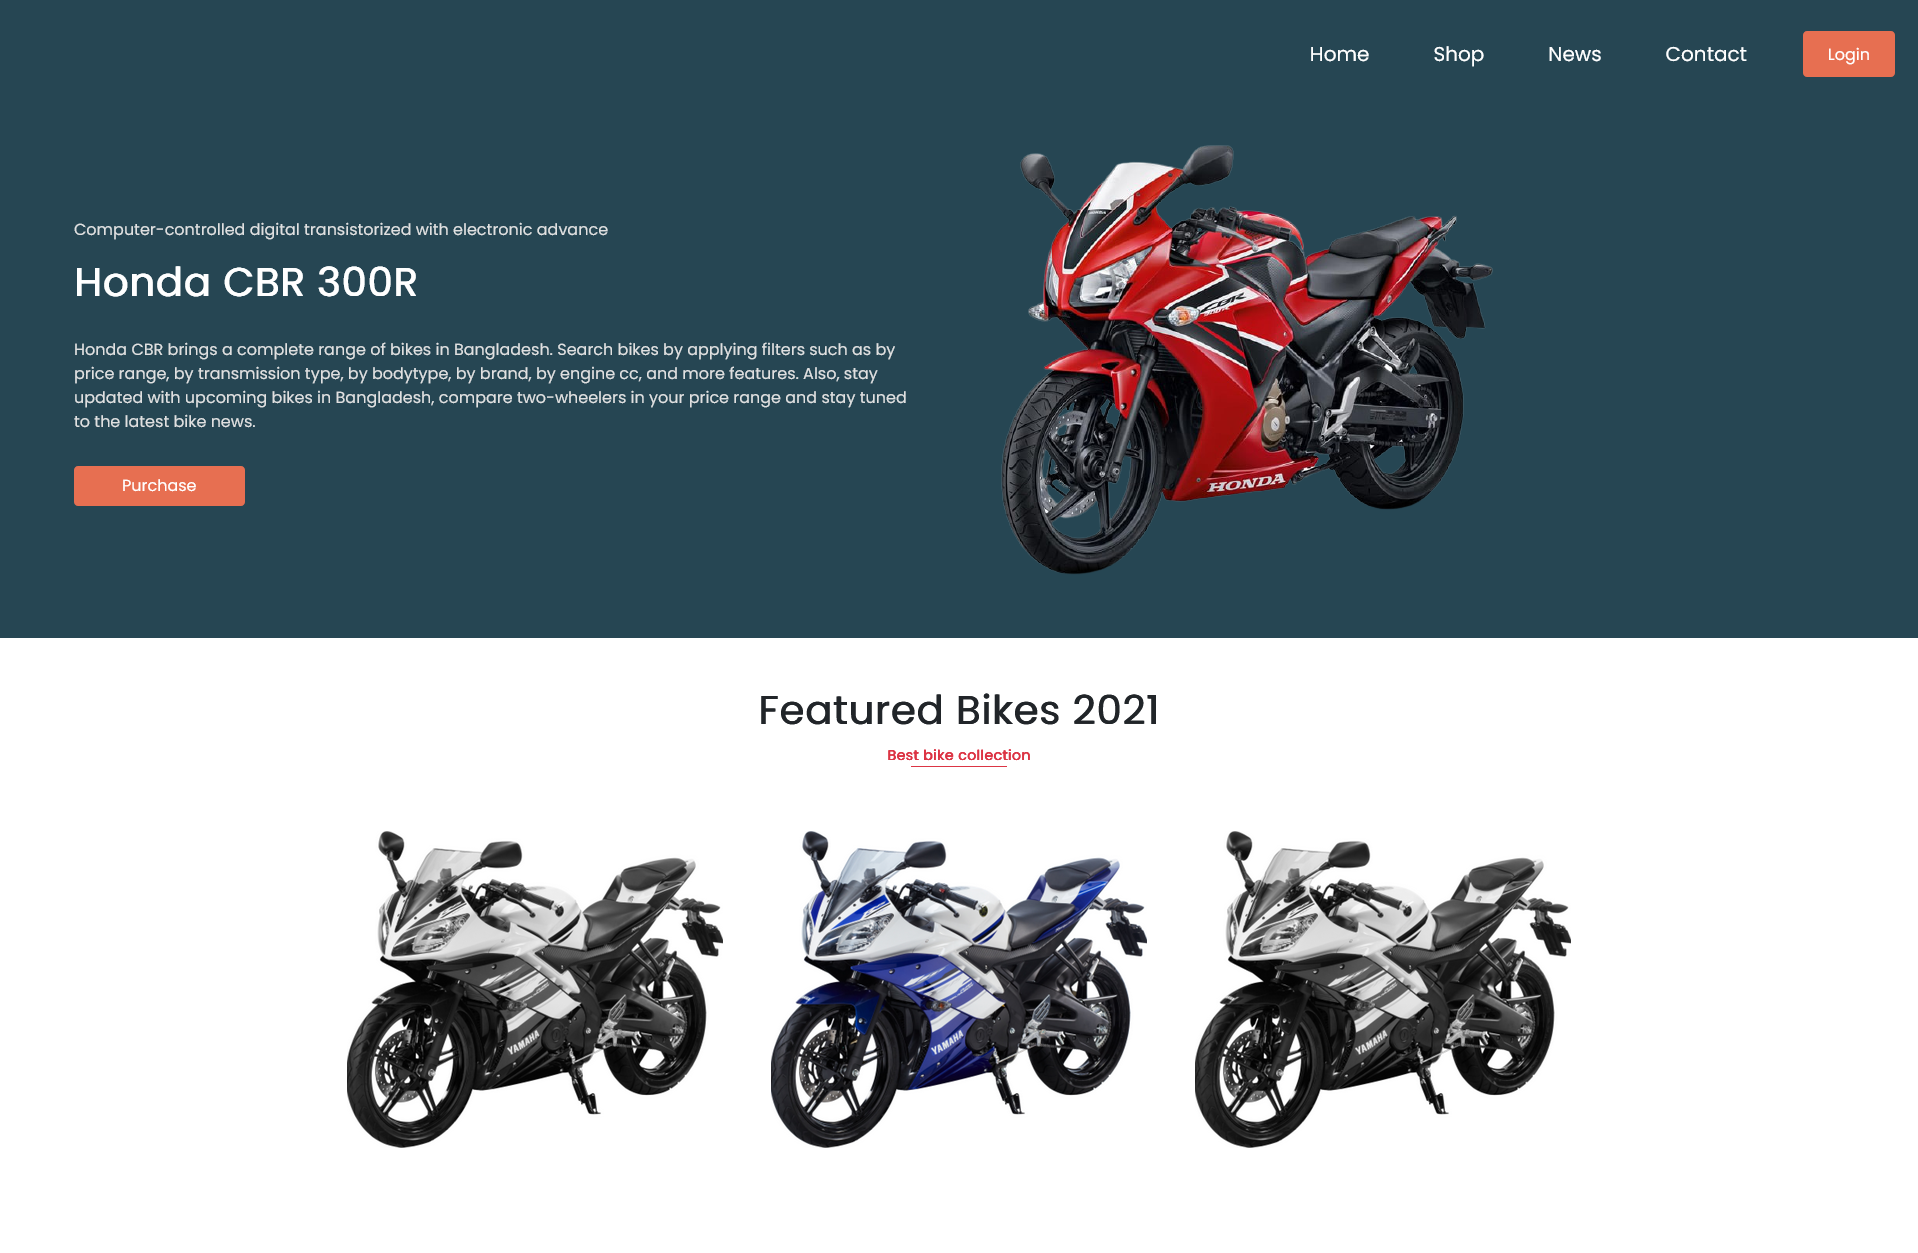 Home Shop News Contact Login
Computer-controlled digital transistorized with electronic advance
Honda CBR 300R
Honda CBR brings a complete range of bikes in Bangladesh. Search bikes by applying filters such as by
price range, by transmission type, by bodytype, by brand, by engine cc, and more features. Also, stay
updated with upcoming bikes in Bangladesh, compare two-wheelers in your price range and stay tuned
to the latest bike news.
Purchase
HONDA
CBR
HONDA
Featured Bikes 2021
Best bike collection
YAMAHA
YAMAHA
YAMAHA